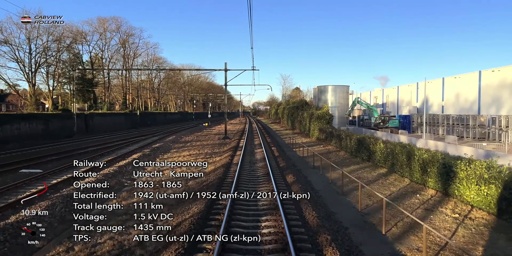 CABVIEW
HOLLAND
Railway: Centraalspoorweg
Route: Utrecht Kampen
Opened: 1863 - 1865
Electrified: 1942 (ut-amf) / 1952 (amf-zl) / 2017 (zl-kpn)
Total length: 111 km
Voltage: 1.5 kV DC
Track gauge: 1435 mm
TPS: ATB EG (ut-zl) / ATB NG (zl-kpn)
10.9 km
km/h